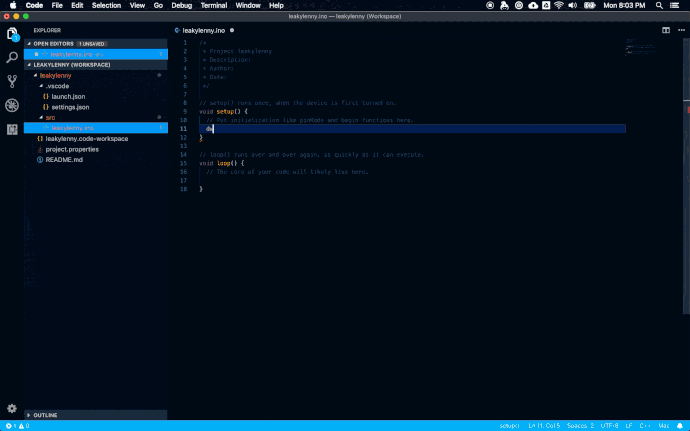 Code File Edit Selection View Go Debug Terminal Window Help Mon 8:03 PM
leakylenny.ino — leakylenny (Workspace)
EXPLORER
OPEN EDITORS 1 UNSAVED
leakylenny.ino
LEAKYLENNY (WORKSPACE)
leakylenny
.vscode
launch.json
settings.json
src
leakylenny.ino
leakylenny.code-workspace
project.properties
README.md
OUTLINE
leakylenny.ino
1 /*
2 * Project leakylenny
3 * Description:
4 * Author:
5 * Date:
6 */
7
8 // setup() runs once, when the device is first turned on.
9 void setup() {
10 // Put initialization like pinMode and begin functions here.
11
12 }
13
14 // loop() runs over and over again, as quickly as it can execute.
15 void loop() {
16 // The core of your code will likely live here.
17
18 }
1 0 setup() Ln 11, Col 5 Spaces: 2 UTF-8 LF C++ Mac